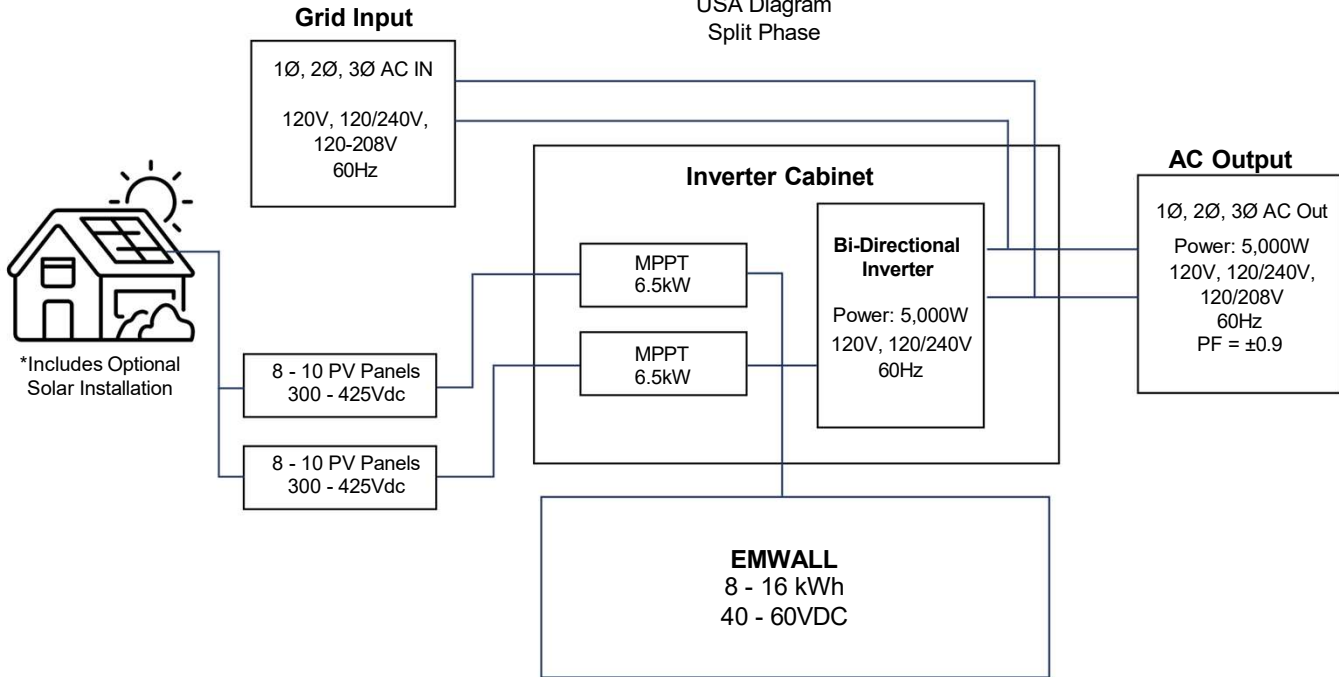 USA Diagram
Split Phase
Grid Input
1Ø, 2Ø, 3Ø AC IN
120V, 120/240V,
120-208V
60Hz
*Includes Optional
Solar Installation
8 - 10 PV Panels
300 - 425Vdc
8 - 10 PV Panels
300 - 425Vdc
Inverter Cabinet
MPPT
6.5kW
MPPT
6.5kW
Bi-Directional
Inverter
Power: 5,000W
120V, 120/240V
60Hz
AC Output
1Ø, 2Ø, 3Ø AC Out
Power: 5,000W
120V, 120/240V,
120/208V
60Hz
PF = ±0.9
EMWALL
8 - 16 kWh
40 - 60VDC